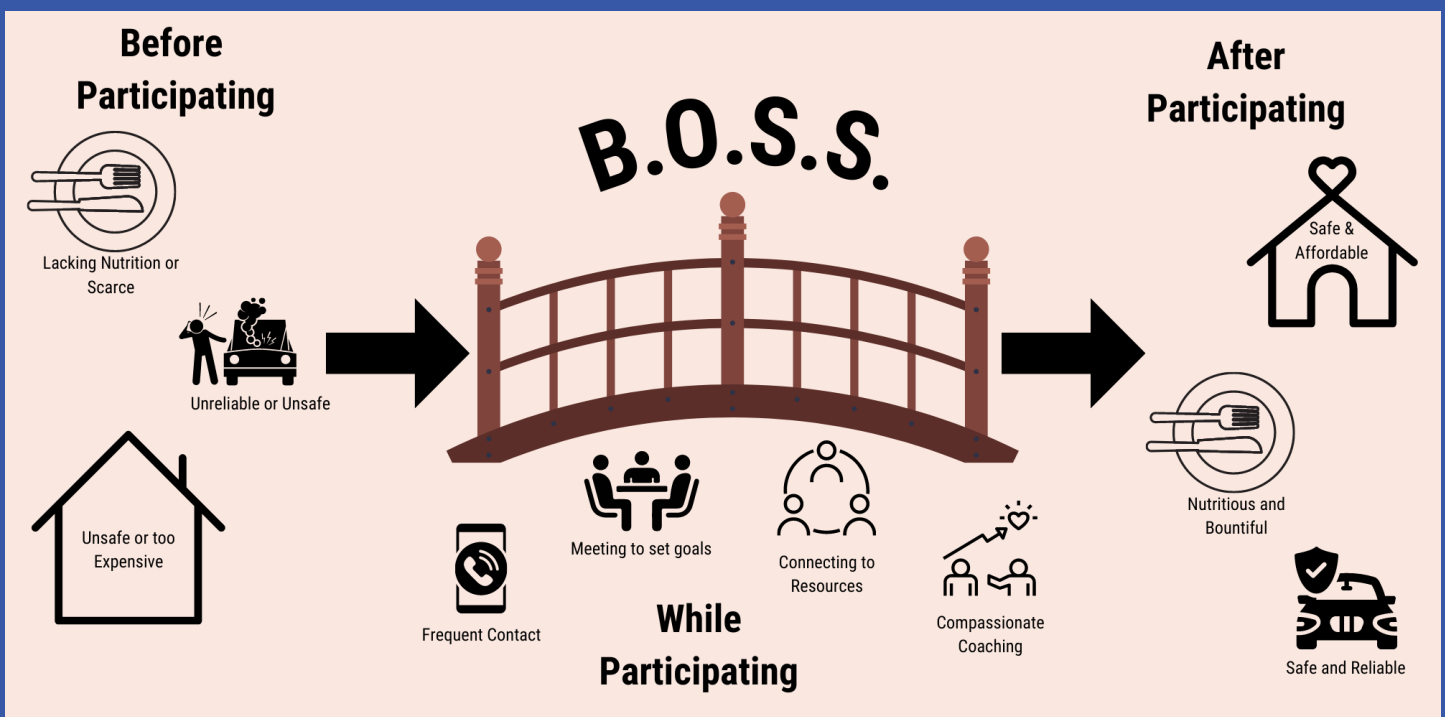 Before
Participating
Lacking Nutrition or
Scarce
Unreliable or Unsafe
Unsafe or too
Expensive
B.O.S.S.
Frequent Contact
Meeting to set goals
Connecting to
Resources
Compassionate
Coaching
While
Participating
After
Participating
Safe &
Affordable
Nutritious and
Bountiful
Safe and Reliable